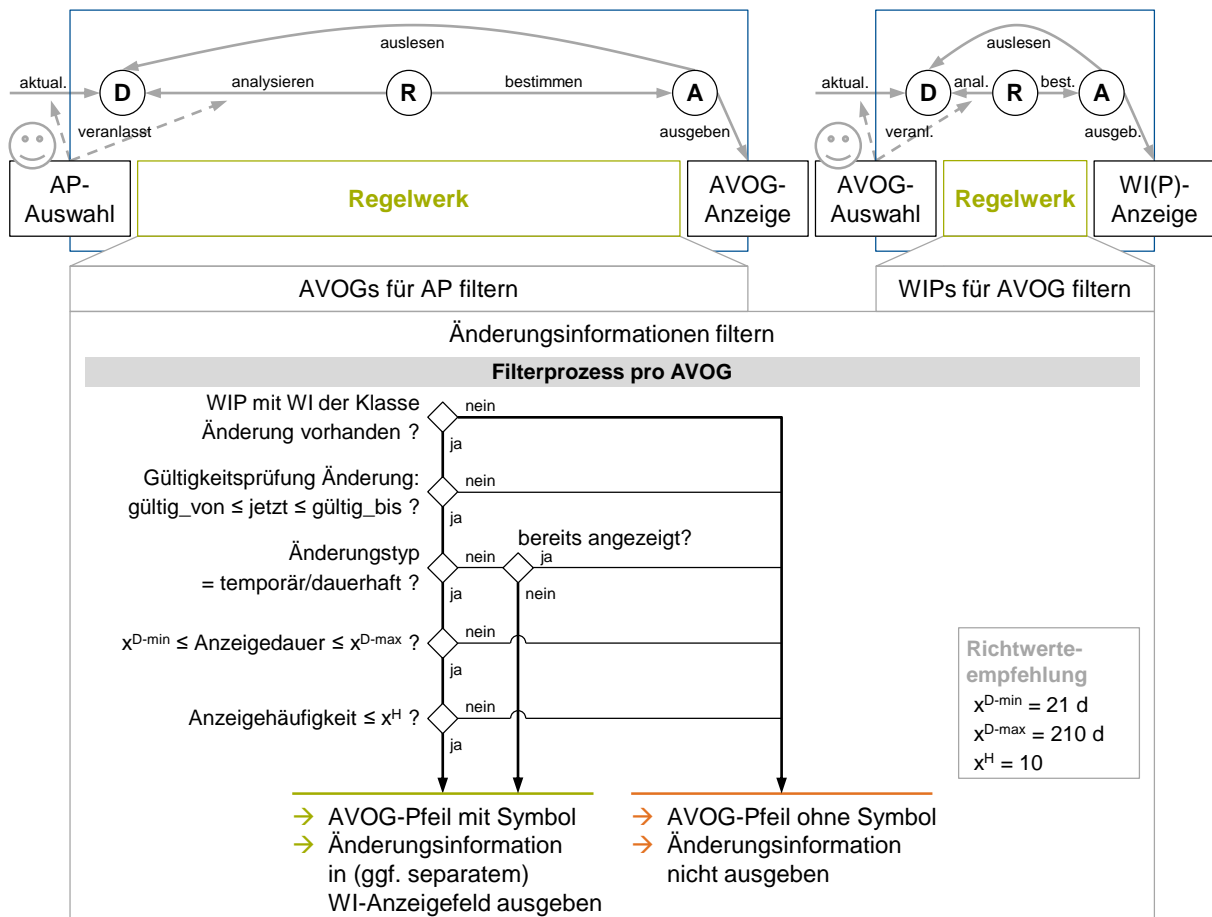 auslesen
aktual.
D
analysieren
R
bestimmen
A
veranlasst
ausgeben
AP-
Auswahl
Regelwerk
AVOG-
Anzeige
auslesen
aktual.
D
anal.
R
best.
A
veranl.
ausgeb.
AVOG-
Auswahl
Regelwerk
WI(P)-
Anzeige
AVOGs für AP filtern
WIPs für AVOG filtern
Änderungsinformationen filtern
Filterprozess pro AVOG
WIP mit WI der Klasse
Änderung vorhanden ?
nein
ja
Gültigkeitsprüfung Änderung:
gültig_von ≤ jetzt ≤ gültig_bis ?
nein
ja
Änderungstyp
= temporär/dauerhaft ?
nein
ja
bereits angezeigt?
ja
nein
x^D-min ≤ Anzeigedauer ≤ x^D-max ?
nein
ja
Anzeigehäufigkeit ≤ x^H ?
nein
ja
Richtwerte-
empfehlung
x^D-min = 21 d
x^D-max = 210 d
x^H = 10
→ AVOG-Pfeil mit Symbol
→ Änderungsinformation
in (ggf. separatem)
WI-Anzeigefeld ausgeben
→ AVOG-Pfeil ohne Symbol
→ Änderungsinformation
nicht ausgeben